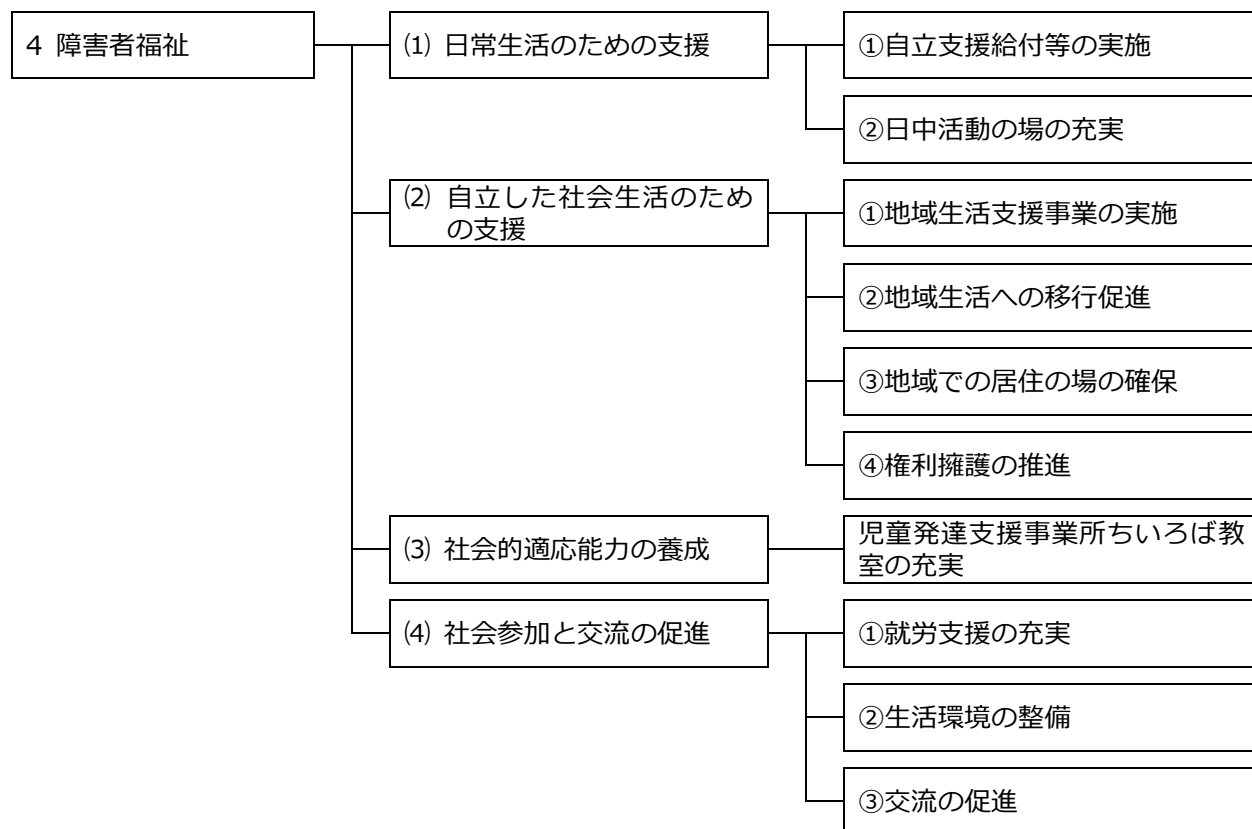 4 障害者福祉
⑴ 日常生活のための支援
①自立支援給付等の実施
②日中活動の場の充実
⑵ 自立した社会生活のため
の支援
①地域生活支援事業の実施
②地域生活への移行促進
③地域での居住の場の確保
④権利擁護の推進
⑶ 社会的適応能力の養成
児童発達支援事業所ちいろば教
室の充実
⑷ 社会参加と交流の促進
①就労支援の充実
②生活環境の整備
③交流の促進